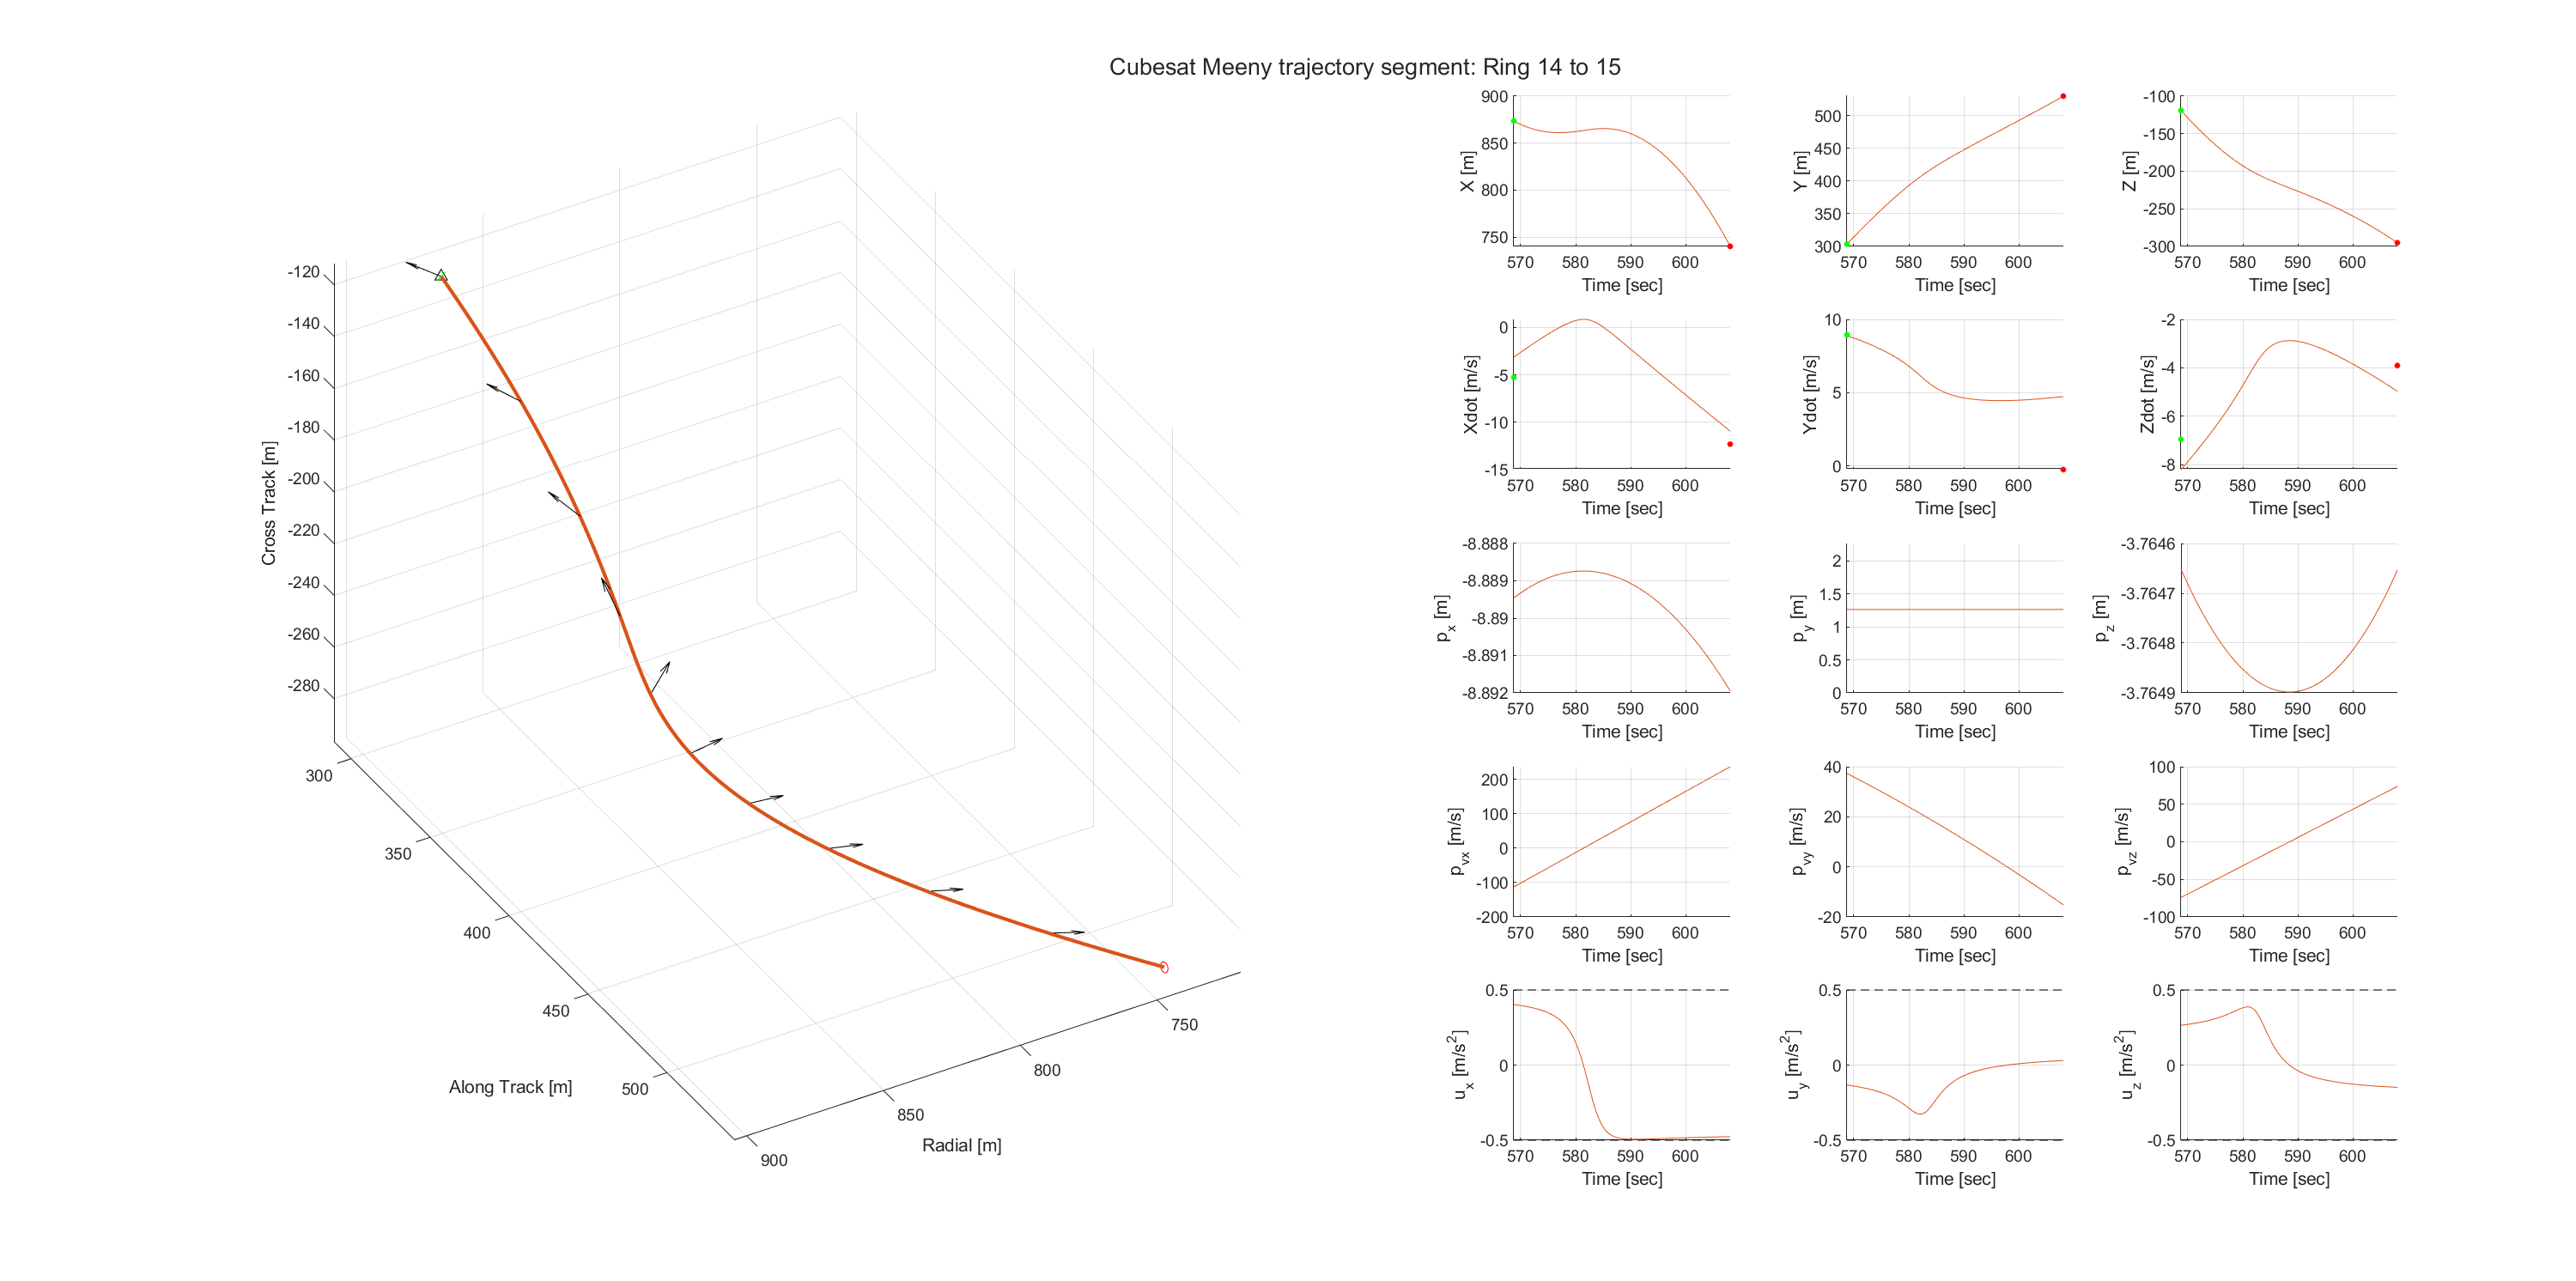 Cubesat Meeny trajectory segment: Ring 14 to 15
-120
-140
-160
-180
-200
-220
-240
-260
-280
Cross Track [m]
300
350
400
450
500
Along Track [m]
900
850
800
750
Radial [m]
900
850
800
750
X [m]
570 580 590 600
Time [sec]
500
450
400
350
300
Y [m]
570 580 590 600
Time [sec]
-100
-150
-200
-250
-300
Z [m]
570 580 590 600
Time [sec]
0
-5
-10
-15
Xdot [m/s]
570 580 590 600
Time [sec]
10
5
0
Ydot [m/s]
570 580 590 600
Time [sec]
-2
-4
-6
-8
Zdot [m/s]
570 580 590 600
Time [sec]
-8.888
-8.889
-8.89
-8.891
-8.892
p_x [m]
570 580 590 600
Time [sec]
2
1.5
1
0.5
0
p_y [m]
570 580 590 600
Time [sec]
-3.7646
-3.7647
-3.7648
-3.7649
p_z [m]
570 580 590 600
Time [sec]
200
100
0
-100
-200
p_vx [m/s]
570 580 590 600
Time [sec]
40
20
0
-20
p_vy [m/s]
570 580 590 600
Time [sec]
100
50
0
-50
-100
p_vz [m/s]
570 580 590 600
Time [sec]
0.5
0
-0.5
u_x [m/s²]
570 580 590 600
Time [sec]
0.5
0
-0.5
u_y [m/s²]
570 580 590 600
Time [sec]
0.5
0
-0.5
u_z [m/s²]
570 580 590 600
Time [sec]